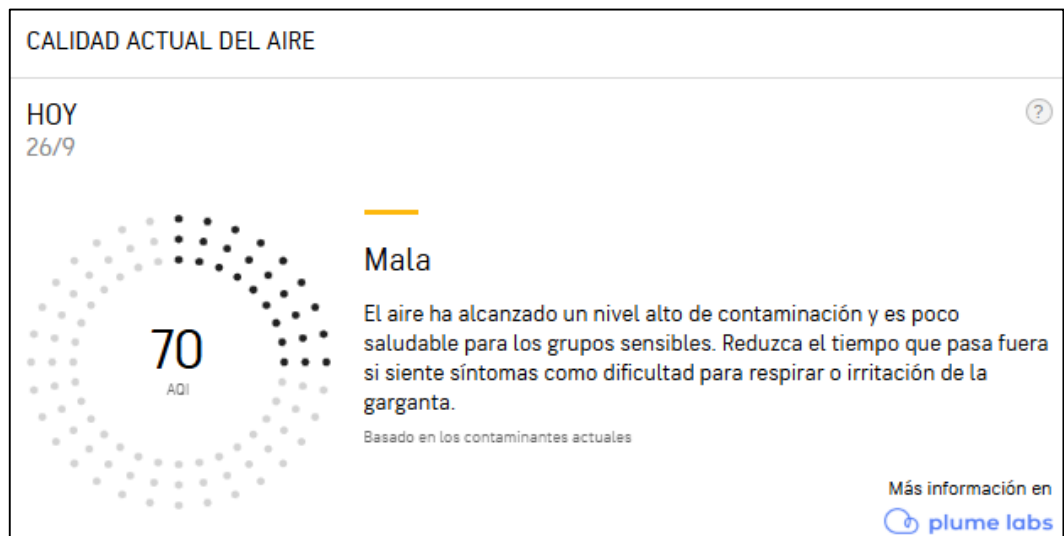 CALIDAD ACTUAL DEL AIRE
HOY
?
26/9
70
AQI
Mala
El aire ha alcanzado un nivel alto de contaminación y es poco
saludable para los grupos sensibles. Reduzca el tiempo que pasa fuera
si siente síntomas como dificultad para respirar o irritación de la
garganta.
Basado en los contaminantes actuales
Más información en
plume labs